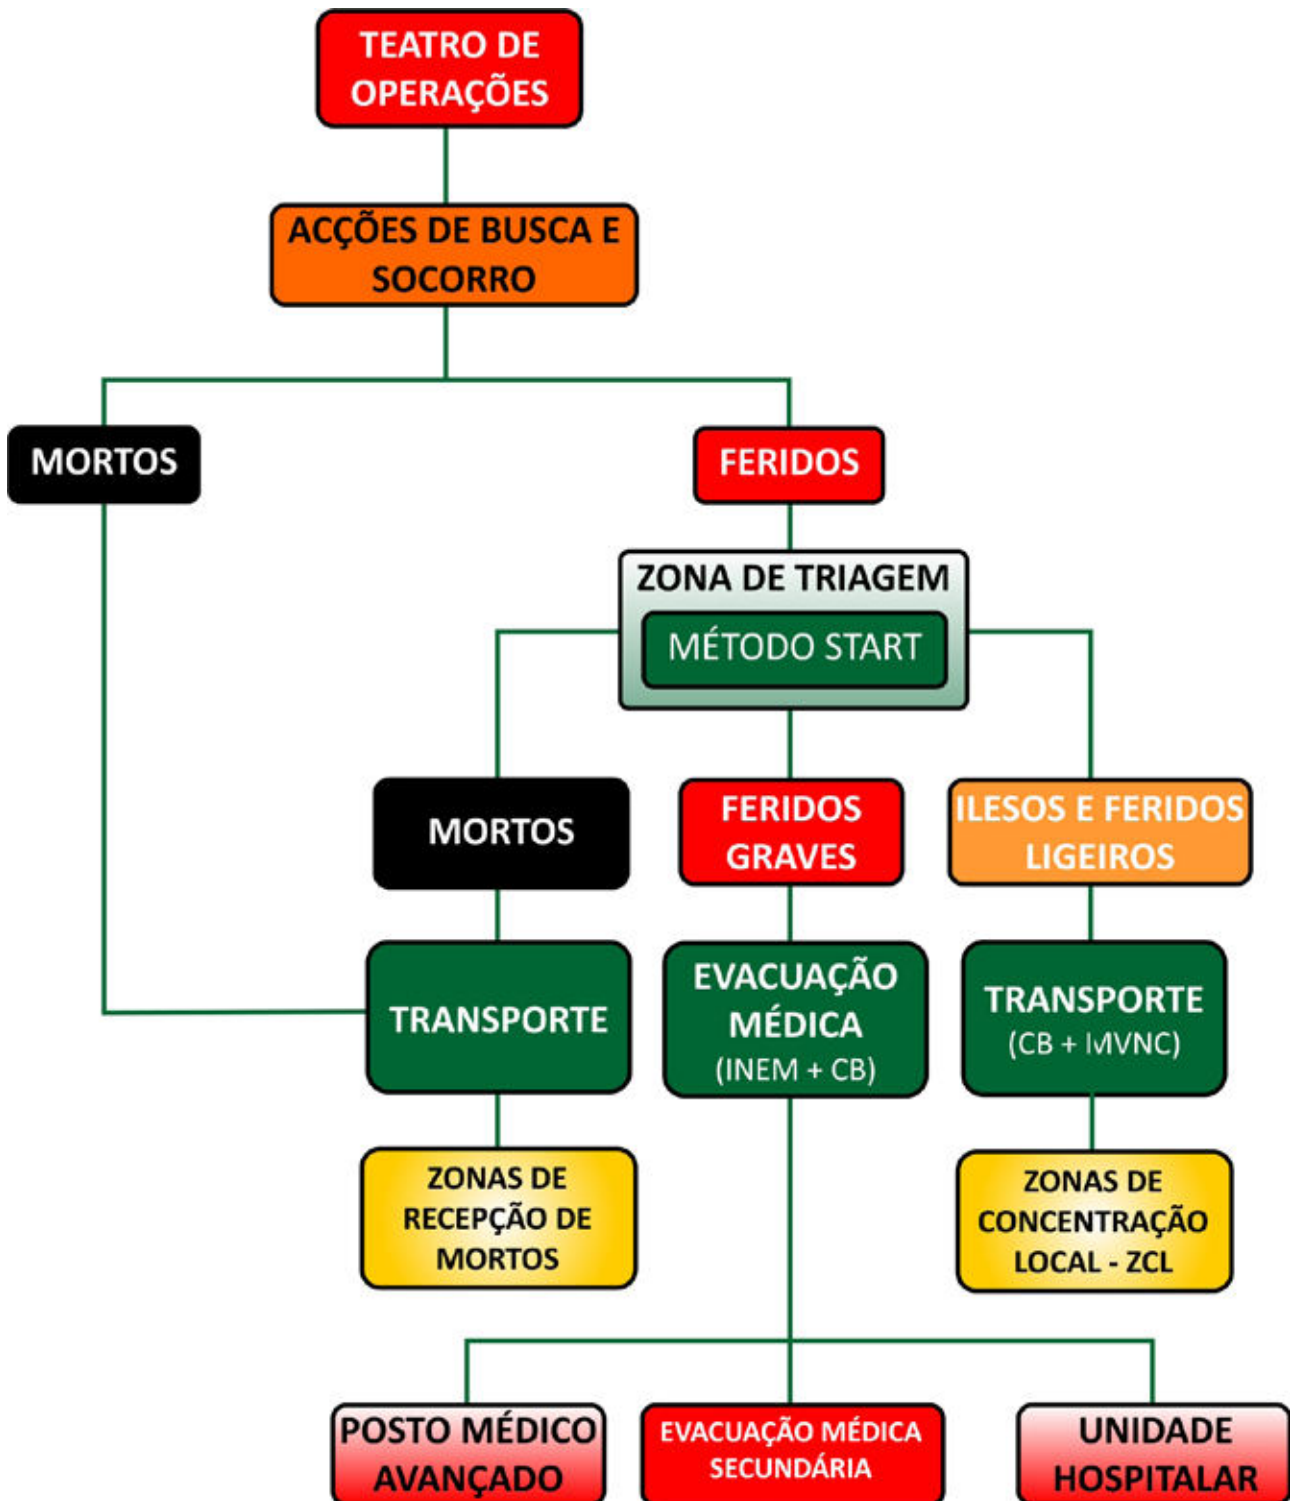 TEATRO DE
OPERAÇÕES
ACÇÕES DE BUSCA E
SOCORRO
MORTOS
FERIDOS
ZONA DE TRIAGEM
MÉTODO START
MORTOS
FERIDOS
GRAVES
ILESOS E FERIDOS
LIGEIROS
TRANSPORTE
EVACUAÇÃO
MÉDICA
(INEM + CB)
TRANSPORTE
(CB + MVNC)
ZONAS DE
RECEPÇÃO DE
MORTOS
ZONAS DE
CONCENTRAÇÃO
LOCAL - ZCL
POSTO MÉDICO
AVANÇADO
EVACUAÇÃO MÉDICA
SECUNDÁRIA
UNIDADE
HOSPITALAR